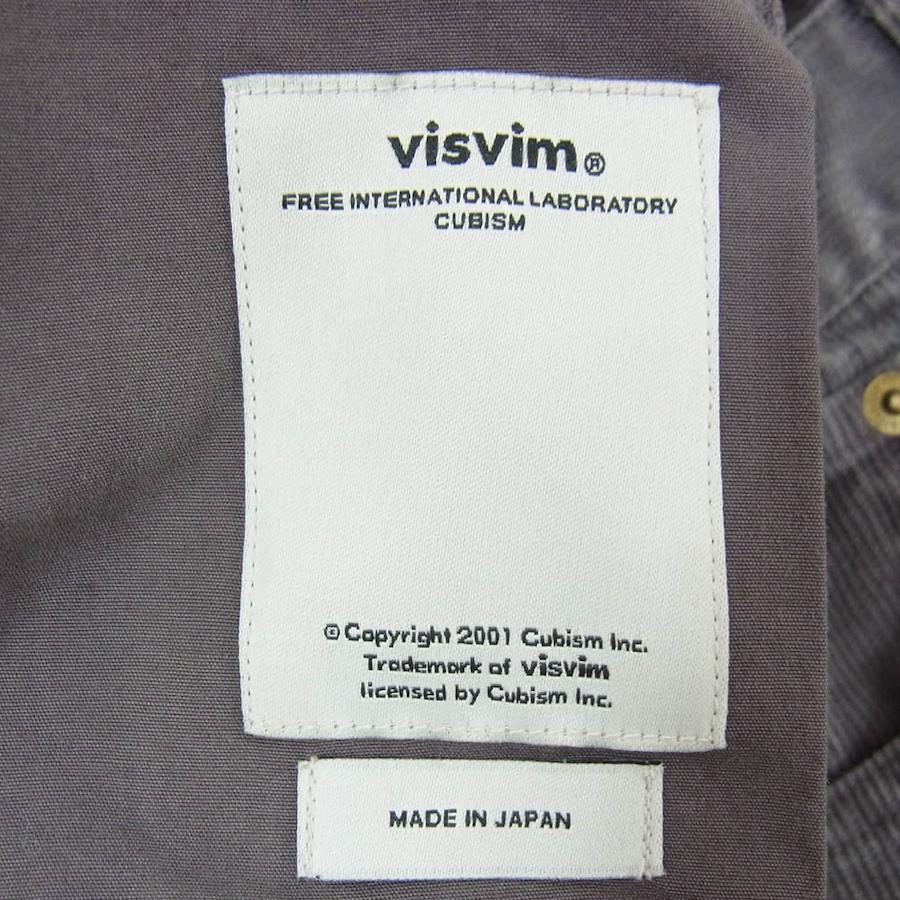 visvim®
FREE INTERNATIONAL LABORATORY
CUBISM
©Copyright 2001 Cubism Inc.
Trademark of visvim
licensed by Cubism Inc.
MADE IN JAPAN